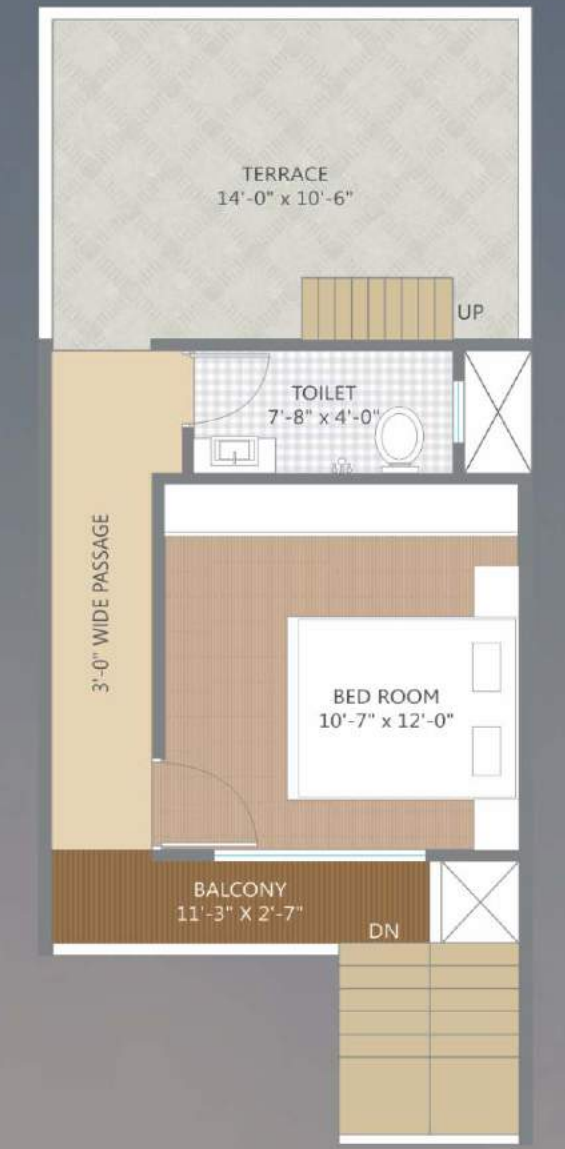 TERRACE
14'-0" x 10'-6"
UP
TOILET
7'-8" x 4'-0"
3'-0" WIDE PASSAGE
BED ROOM
10'-7" x 12'-0"
BALCONY
11'-3" X 2'-7"
DN